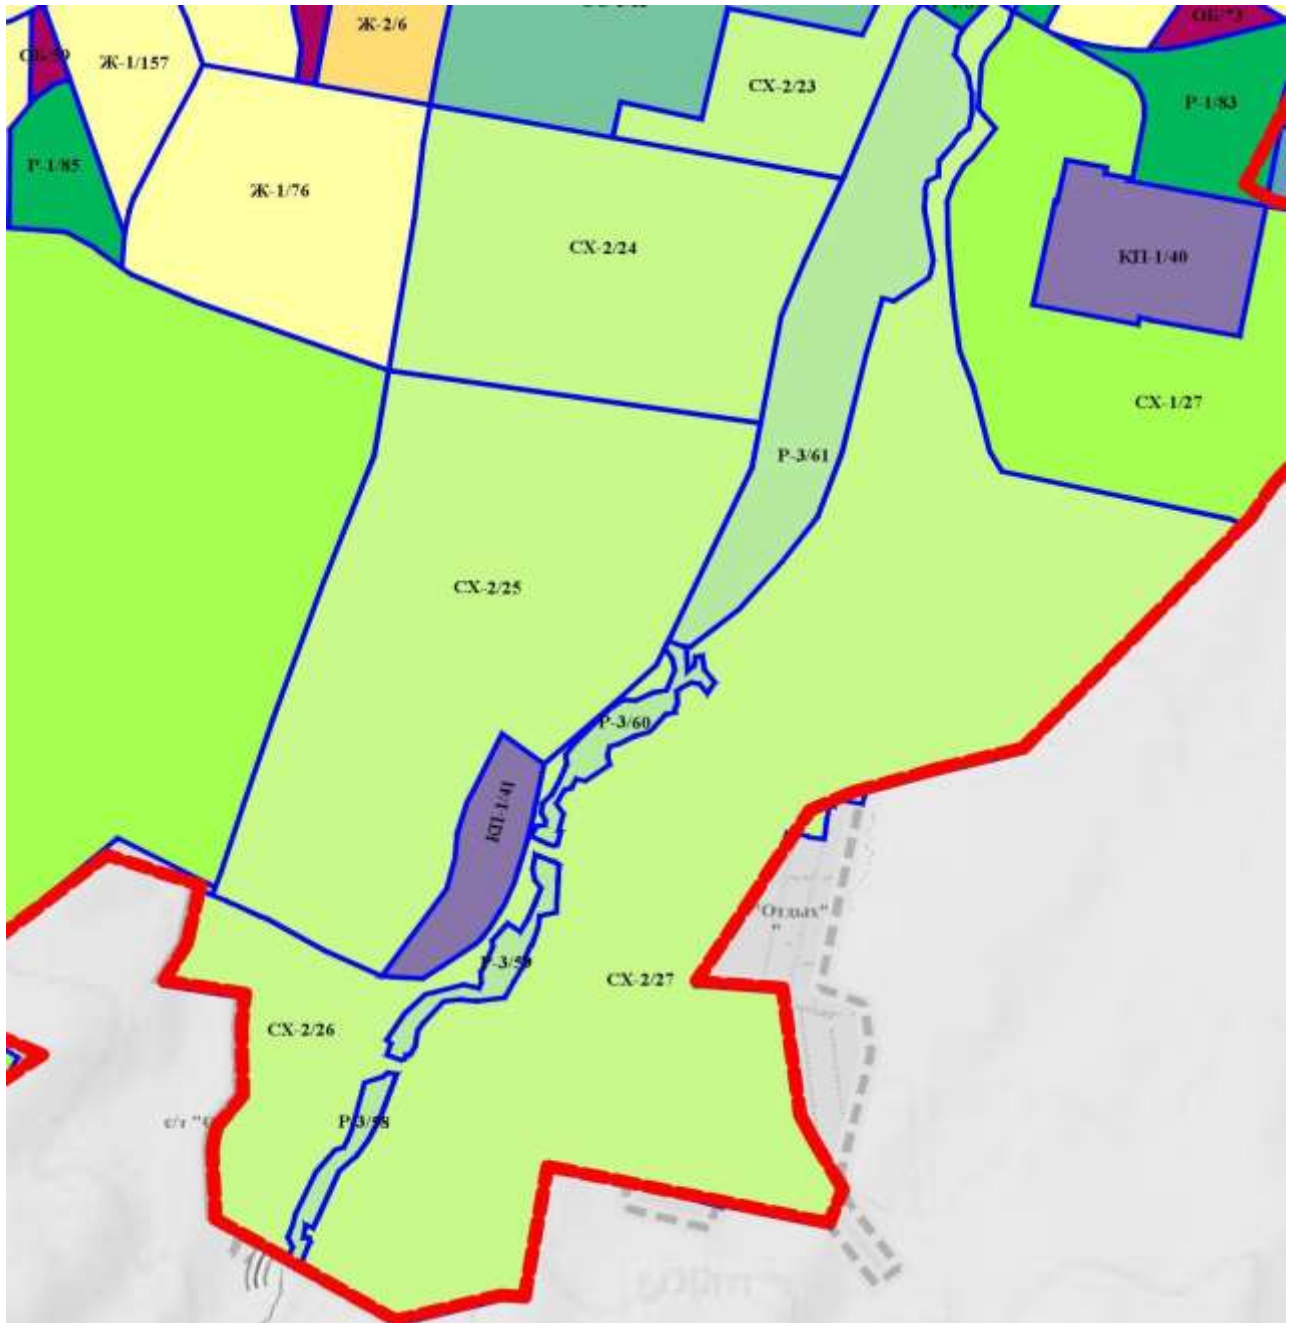 Ж-2/6
ОБ-73
Ж-1/157
СХ-2/23
Р-1/83
Р-1/85
Ж-1/76
СХ-2/24
КП-1/40
СХ-1/27
Р-3/61
СХ-2/25
Р-3/60
КП-1/41
"Отдых"
"
Р-3/59
СХ-2/27
СХ-2/26
с/т "С
Р-3/58